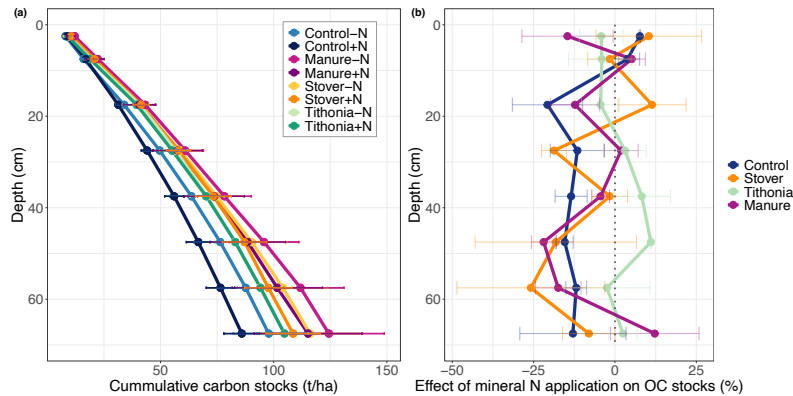 (a)
0
20
40
60
Depth (cm)
50
100
150
Cummulative carbon stocks (t/ha)
Control−N
Control+N
Manure−N
Manure+N
Stover−N
Stover+N
Tithonia−N
Tithonia+N
(b)
0
20
40
60
Depth (cm)
−50
−25
0
25
Effect of mineral N application on OC stocks (%)
Control
Stover
Tithonia
Manure